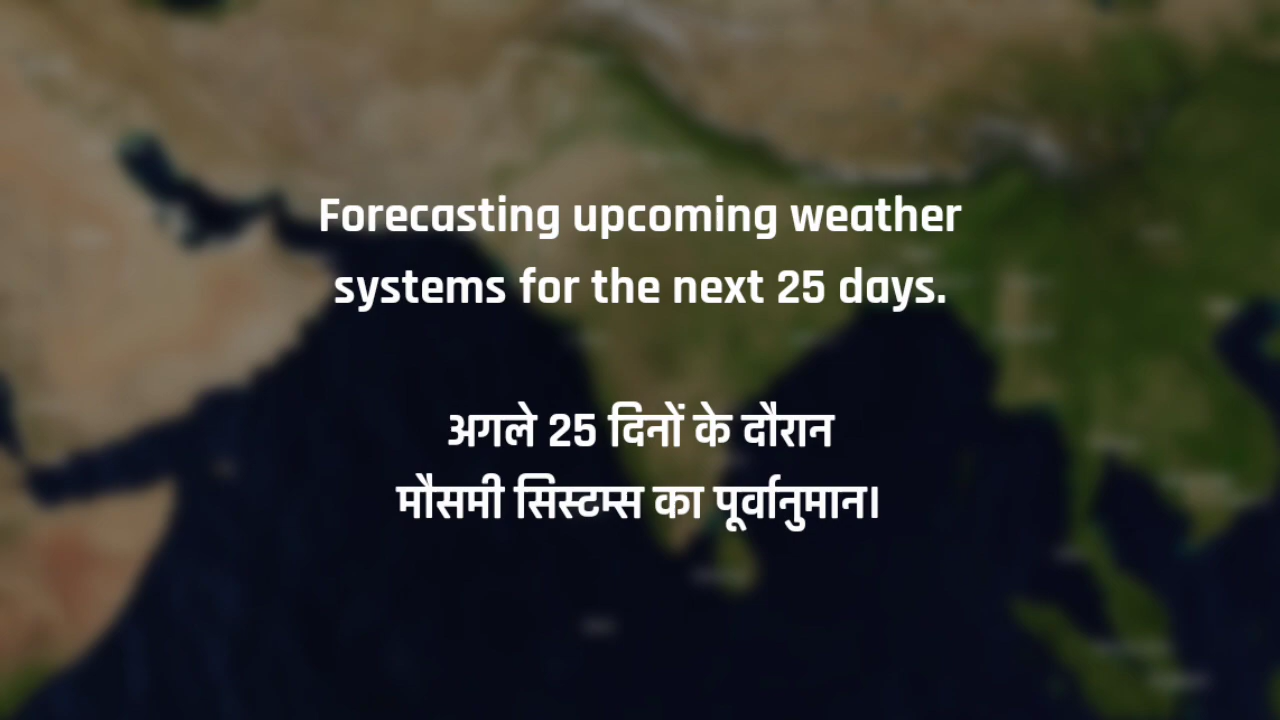 Forecasting upcoming weather
systems for the next 25 days.
अगले 25 दिनों के दौरान
मौसमी सिस्टम्स का पूर्वानुमान।